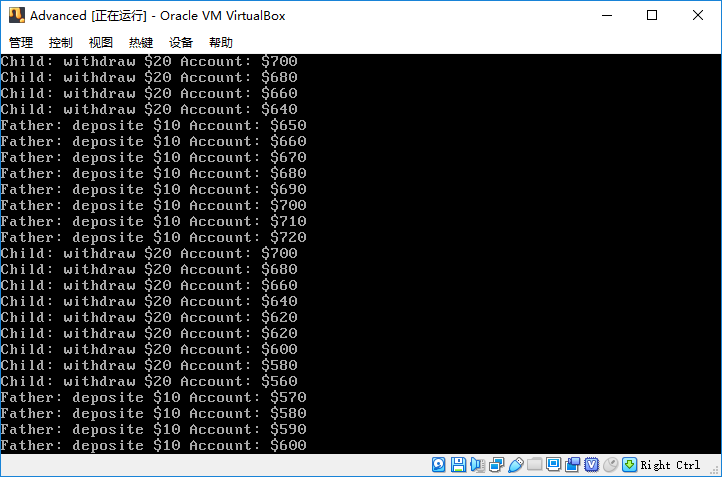 Advanced [正在运行] - Oracle VM VirtualBox
管理 控制 视图 热键 设备 帮助
Child: withdraw $20 Account: $700
Child: withdraw $20 Account: $680
Child: withdraw $20 Account: $660
Child: withdraw $20 Account: $640
Father: deposite $10 Account: $650
Father: deposite $10 Account: $660
Father: deposite $10 Account: $670
Father: deposite $10 Account: $680
Father: deposite $10 Account: $690
Father: deposite $10 Account: $700
Father: deposite $10 Account: $710
Father: deposite $10 Account: $720
Child: withdraw $20 Account: $700
Child: withdraw $20 Account: $680
Child: withdraw $20 Account: $660
Child: withdraw $20 Account: $640
Child: withdraw $20 Account: $620
Child: withdraw $20 Account: $620
Child: withdraw $20 Account: $600
Child: withdraw $20 Account: $580
Child: withdraw $20 Account: $560
Father: deposite $10 Account: $570
Father: deposite $10 Account: $580
Father: deposite $10 Account: $590
Father: deposite $10 Account: $600
Right Ctrl